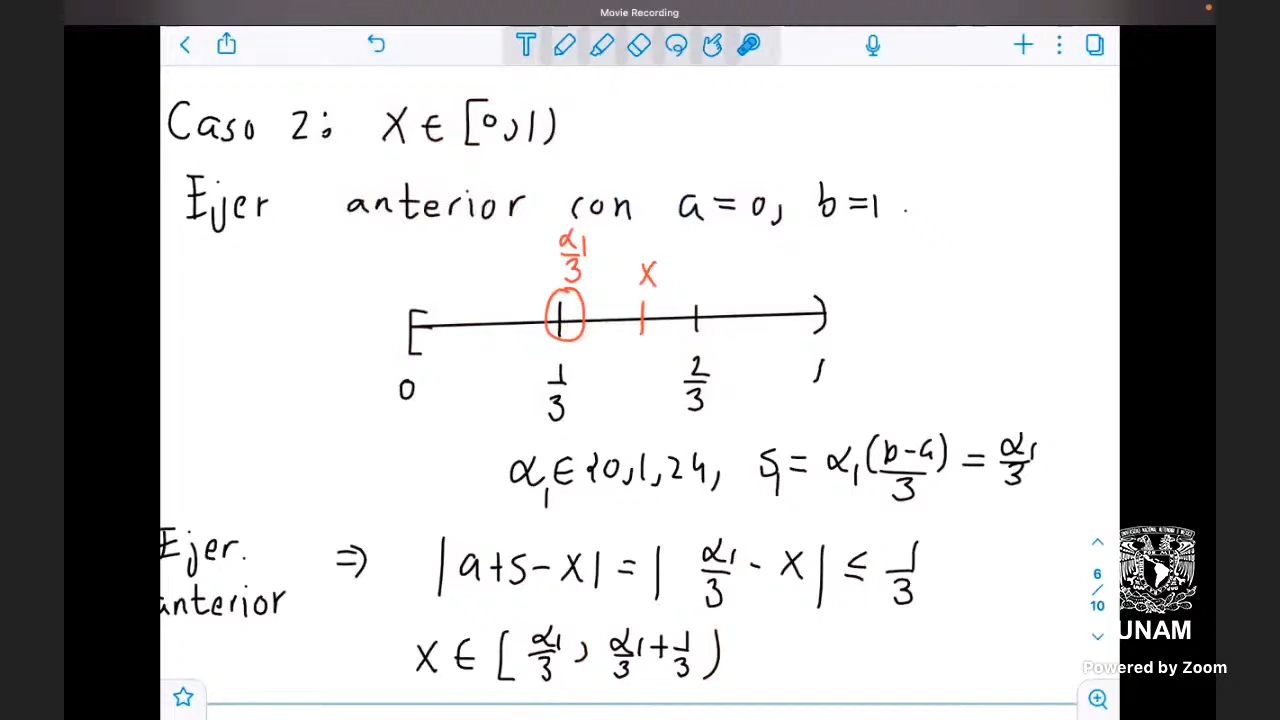 Movie Recording
Caso 2: X ∈ [0,1)
Ejer anterior con a=0, b=1.
α₁/3 X
0 1/3 2/3 1
α₁ ∈ {0,1,2}, S₁ = α₁(b-a)/3 = α₁/3
Ejer. ⇒ |a+s-x| = |α₁/3 - x| ≤ 1/3
anterior
X ∈ [α₁/3, α₁/3 + 1/3)
6
/
10
UNAM
Powered by Zoom